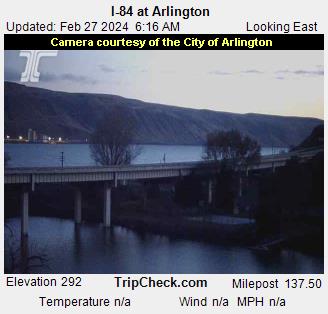 I-84 at Arlington
Updated: Feb 27 2024 6:16 AM Looking East
Camera courtesy of the City of Arlington
Elevation 292 TripCheck.com Milepost 137.50
Temperature n/a Wind n/a MPH n/a